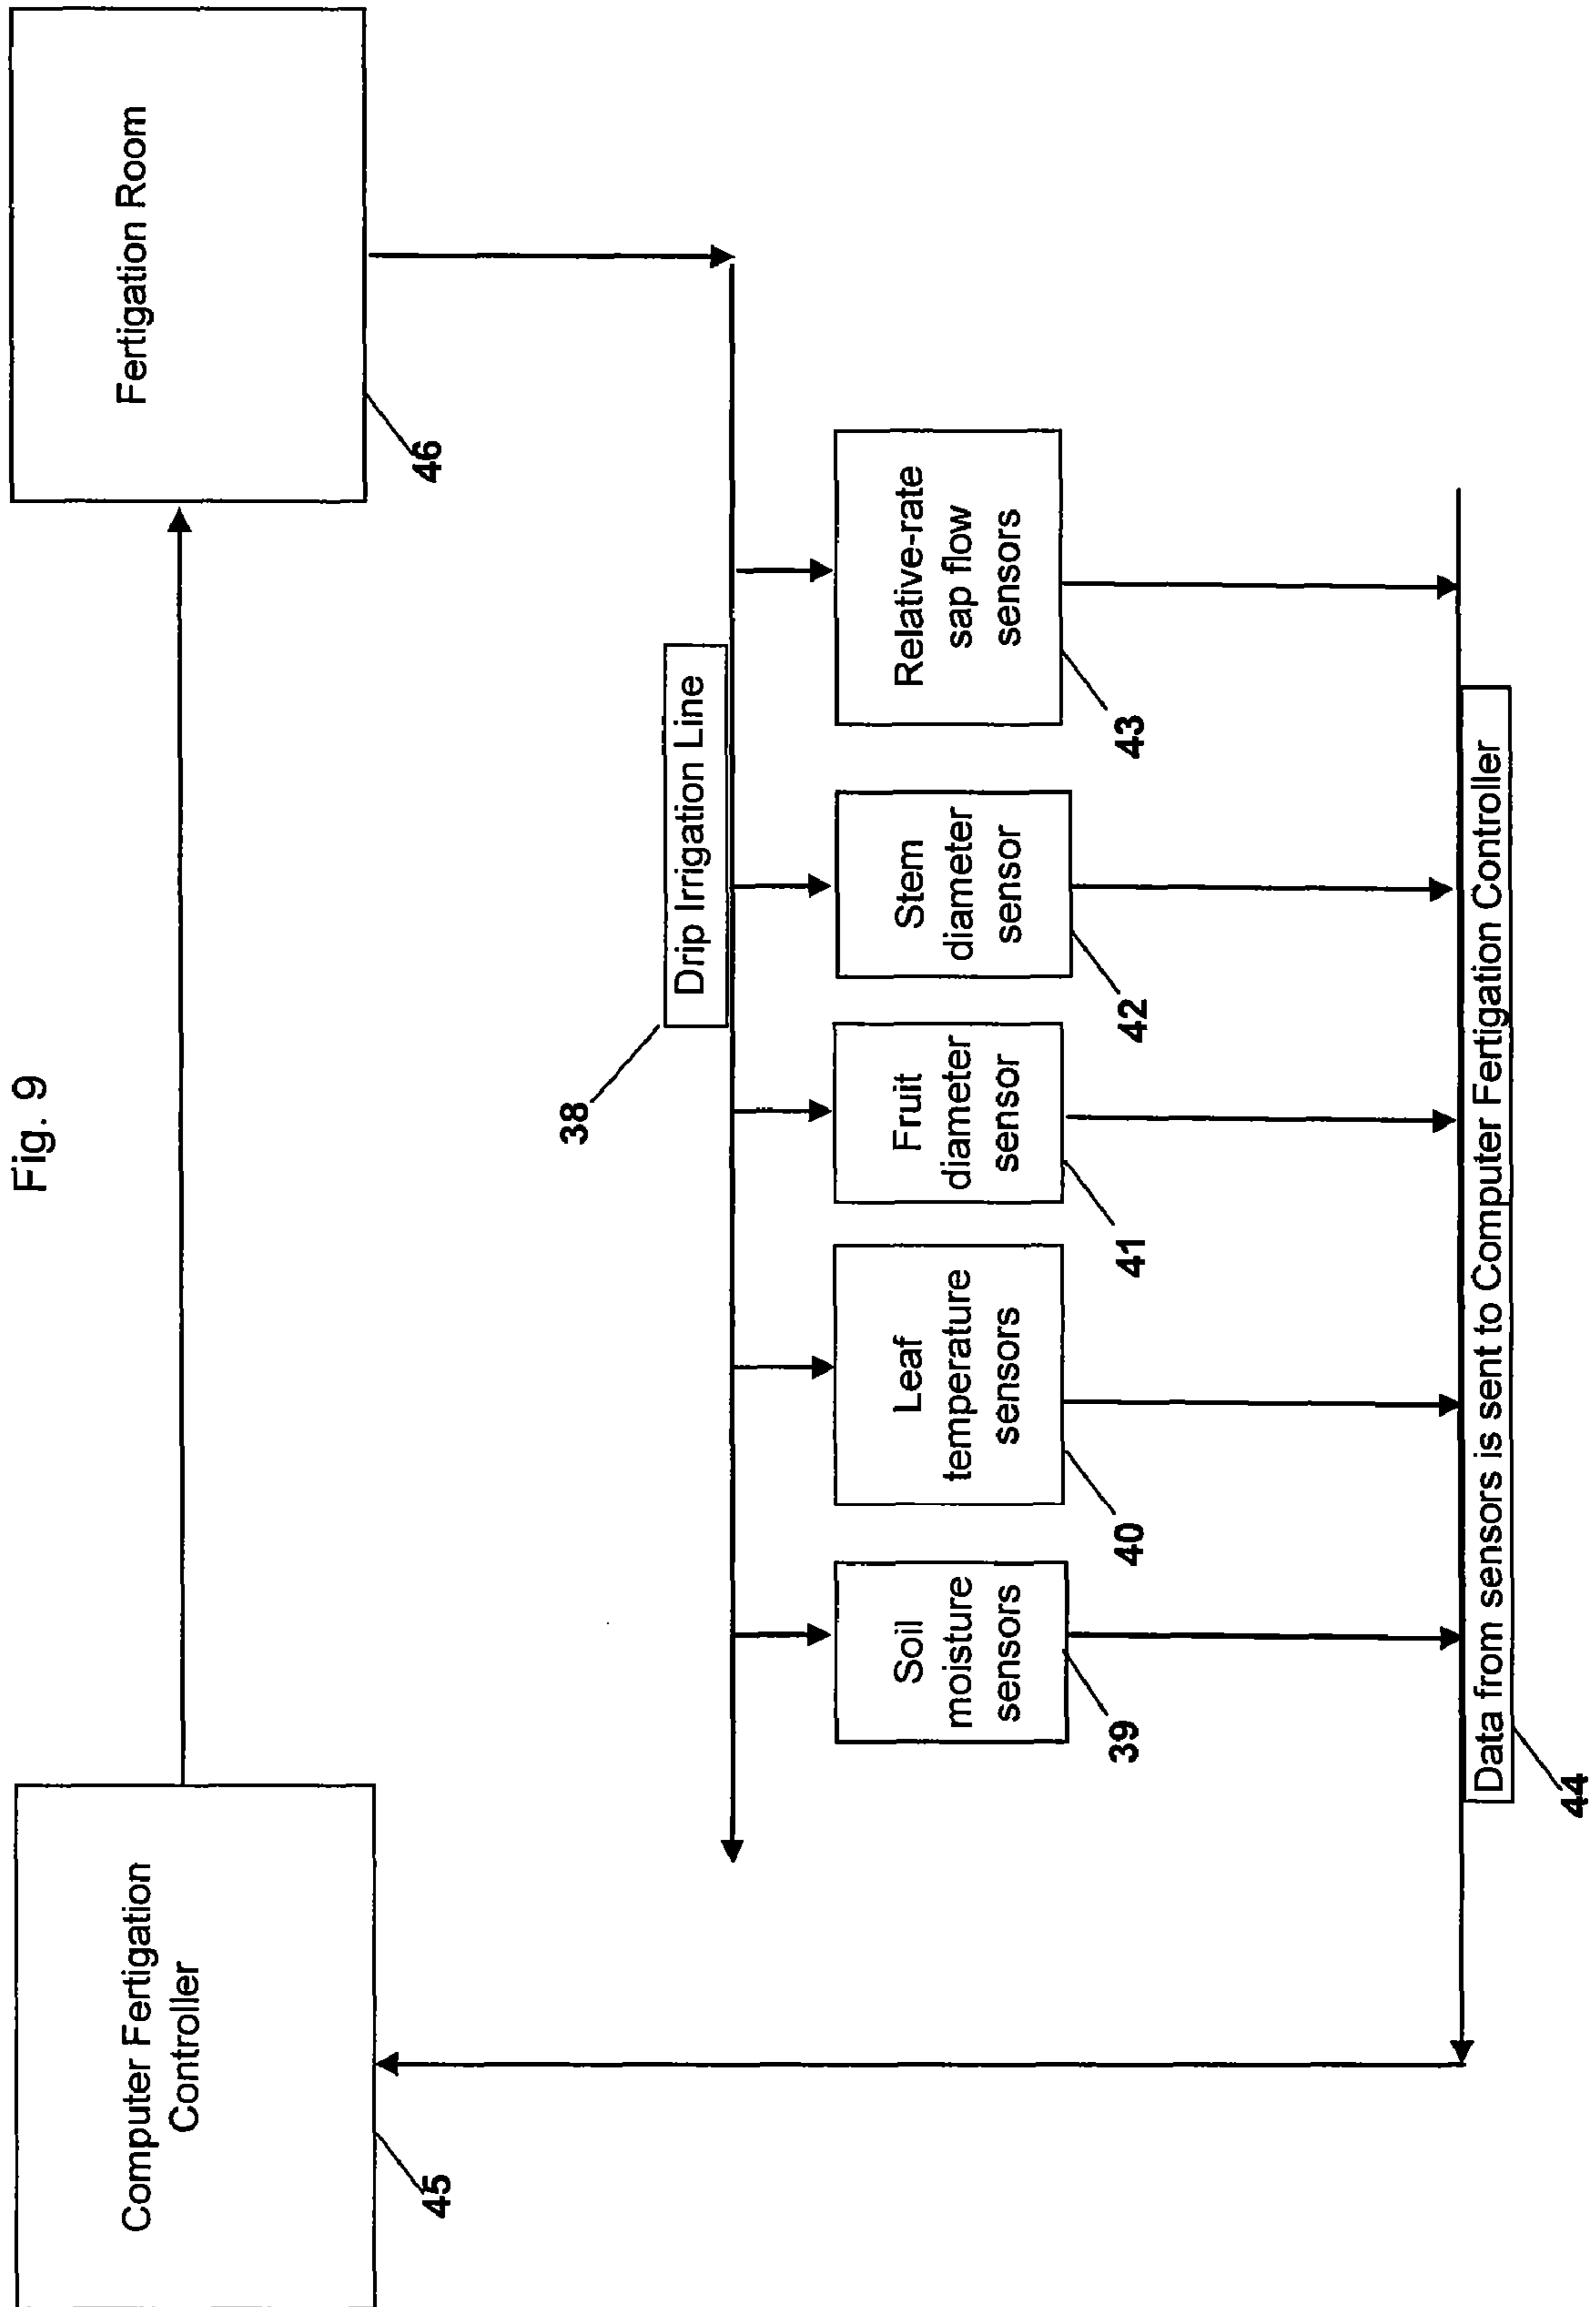 Fig. 9
Computer Fertigation
Controller
45
Fertigation Room
46
Drip Irrigation Line
38
Soil
moisture
sensors
39
Leaf
temperature
sensors
40
Fruit
diameter
sensor
41
Stem
diameter
sensor
42
Relative-rate
sap flow
sensors
43
Data from sensors is sent to Computer Fertigation Controller
44